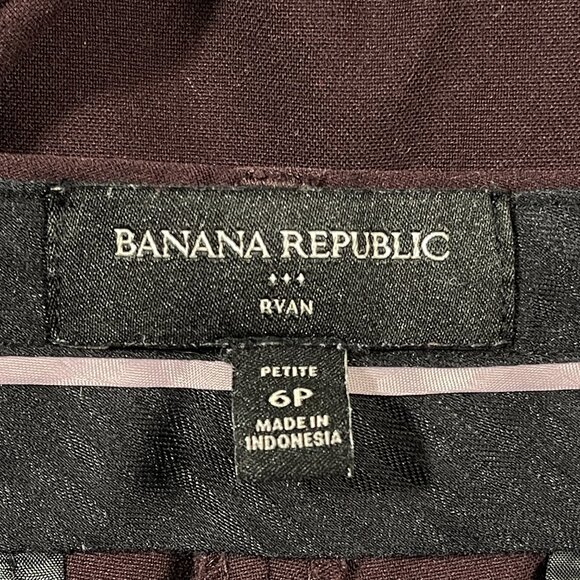 BANANA REPUBLIC
RYAN
PETITE
6P
MADE IN
INDONESIA